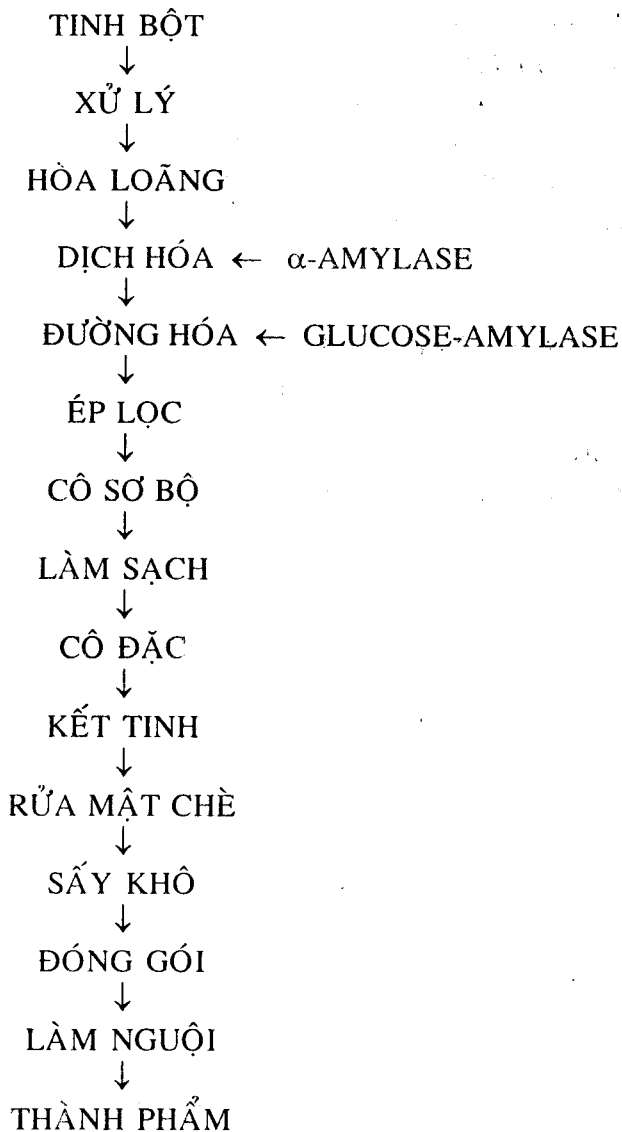 TINH BỘT
↓
XỬ LÝ
↓
HÒA LOÃNG
↓
DỊCH HÓA ← α-AMYLASE
↓
ĐƯỜNG HÓA ← GLUCOSE-AMYLASE
↓
ÉP LỌC
↓
CÔ SƠ BỘ
↓
LÀM SẠCH
↓
CÔ ĐẶC
↓
KẾT TINH
↓
RỬA MẬT CHÈ
↓
SẤY KHÔ
↓
ĐÓNG GÓI
↓
LÀM NGUỘI
↓
THÀNH PHẨM